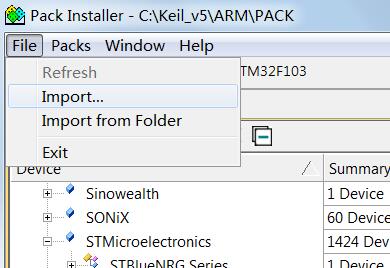 Pack Installer - C:\Keil_v5\ARM\PACK
File Packs Window Help
Refresh
TM32F103
Import...
Import from Folder
Exit
Device Summary
Sinowealth 1 Device
SONiX 60 Device
STMicroelectronics 1424 Dev
STBlueNRG Series 1 Device